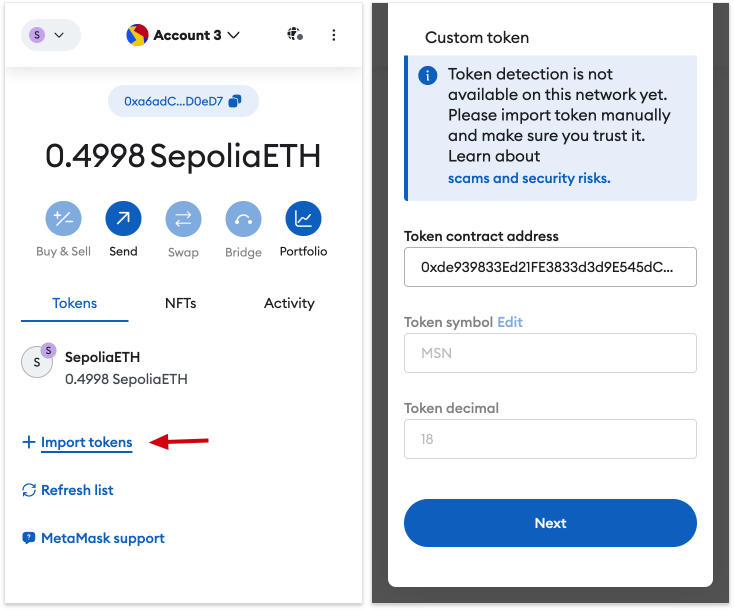 S
Account 3
0xa6adC...D0eD7
0.4998 SepoliaETH
Buy & Sell
Send
Swap
Bridge
Portfolio
Tokens
NFTs
Activity
S
S
SepoliaETH
0.4998 SepoliaETH
+ Import tokens
Refresh list
MetaMask support
Custom token
Token detection is not
available on this network yet.
Please import token manually
and make sure you trust it.
Learn about
scams and security risks.
Token contract address
0xde939833Ed21FE3833d3d9E545dC...
Token symbol Edit
MSN
Token decimal
18
Next